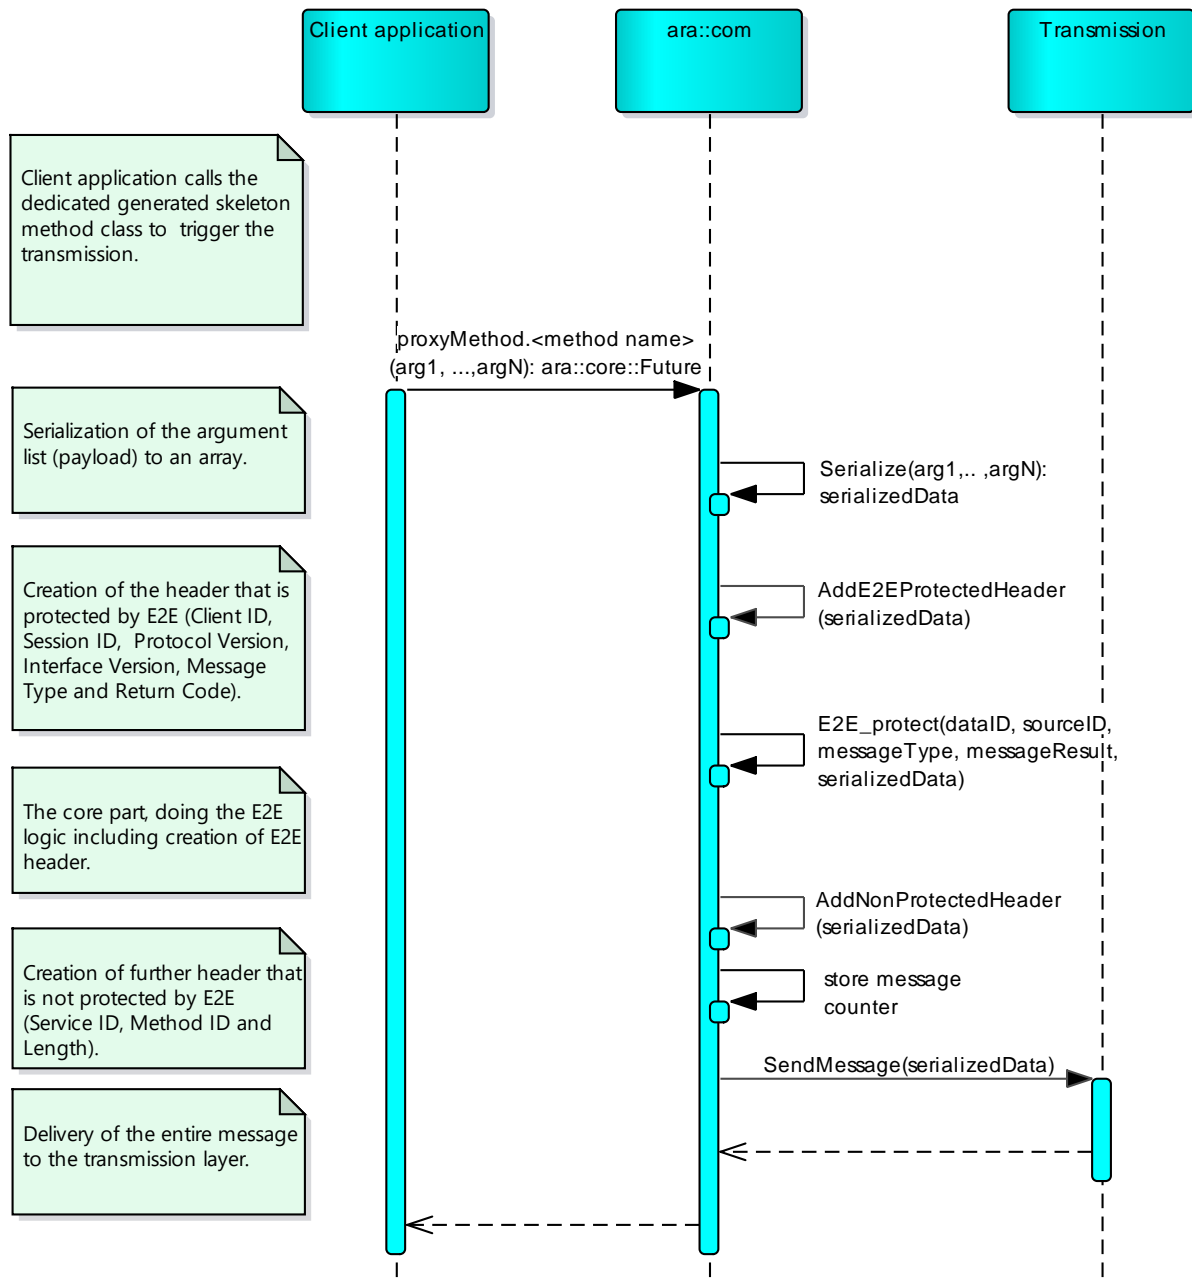 Client application
ara::com
Transmission
Client application calls the
dedicated generated skeleton
method class to  trigger the
transmission.
proxyMethod.<method name>
(arg1, ...,argN): ara::core::Future
Serialization of the argument
list (payload) to an array.
Serialize(arg1,.. ,argN):
serializedData
Creation of the header that is
protected by E2E (Client ID,
Session ID,  Protocol Version,
Interface Version, Message
Type and Return Code).
AddE2EProtectedHeader
(serializedData)
E2E_protect(dataID, sourceID,
messageType, messageResult,
serializedData)
The core part, doing the E2E
logic including creation of E2E
header.
AddNonProtectedHeader
(serializedData)
Creation of further header that
is not protected by E2E
(Service ID, Method ID and
Length).
store message
counter
SendMessage(serializedData)
Delivery of the entire message
to the transmission layer.